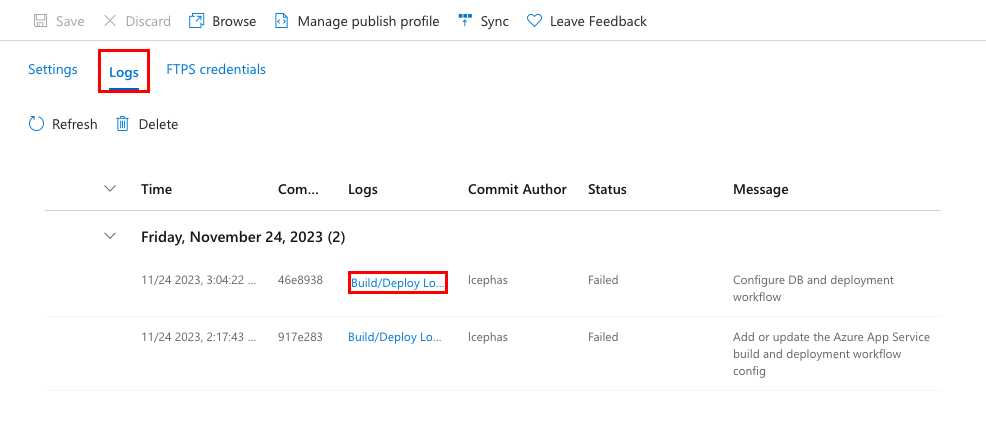 Save Discard Browse Manage publish profile Sync Leave Feedback
Settings Logs FTPS credentials
Refresh Delete
Time Com... Logs Commit Author Status Message
Friday, November 24, 2023 (2)
11/24 2023, 3:04:22 ... 46e8938 Build/Deploy Lo... Icephas Failed Configure DB and deployment
workflow
11/24 2023, 2:17:43 ... 917e283 Build/Deploy Lo... Icephas Failed Add or update the Azure App Service
build and deployment workflow
config